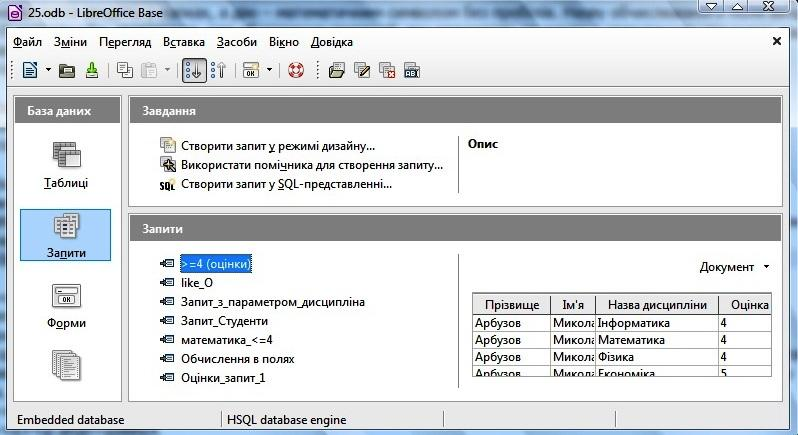 25.odb - LibreOffice Base
Файл Зміни Перегляд Вставка Засоби Вікно Довідка
База даних
Таблиці
Запити
Форми
Завдання
Створити запит у режимі дизайну...
Використати помічника для створення запиту...
SQL Створити запит у SQL-представленні...
Опис
Запити
>=4 (оцінки)
like_О
Запит_з_параметром_дисципліна
Запит_Студенти
математика_<=4
Обчислення в полях
Оцінки_запит_1
Документ
Прізвище Ім'я Назва дисципліни Оцінка
Арбузов Микола Інформатика 4
Арбузов Микола Математика 4
Арбузов Микола Фізика 4
Арбузов Микола Економіка 5
Embedded database HSQL database engine